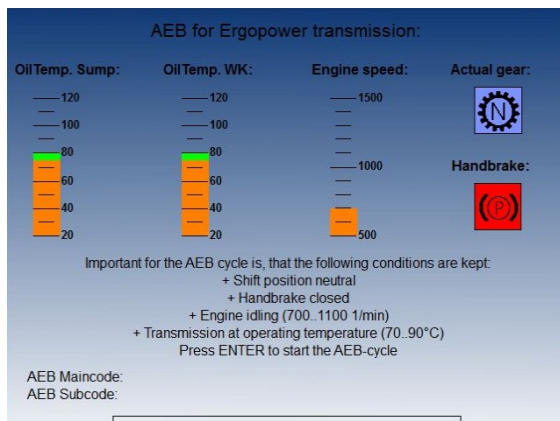 AEB for Ergopower transmission:
OilTemp. Sump: OilTemp. WK: Engine speed: Actual gear:
120 120 1500
100 100
N
80 80
1000
Handbrake:
60 60
40 40
(P)
20 20 500
Important for the AEB cycle is, that the following conditions are kept:
+ Shift position neutral
+ Handbrake closed
+ Engine idling (700..1100 1/min)
+ Transmission at operating temperature (70..90°C)
Press ENTER to start the AEB-cycle
AEB Maincode:
AEB Subcode: